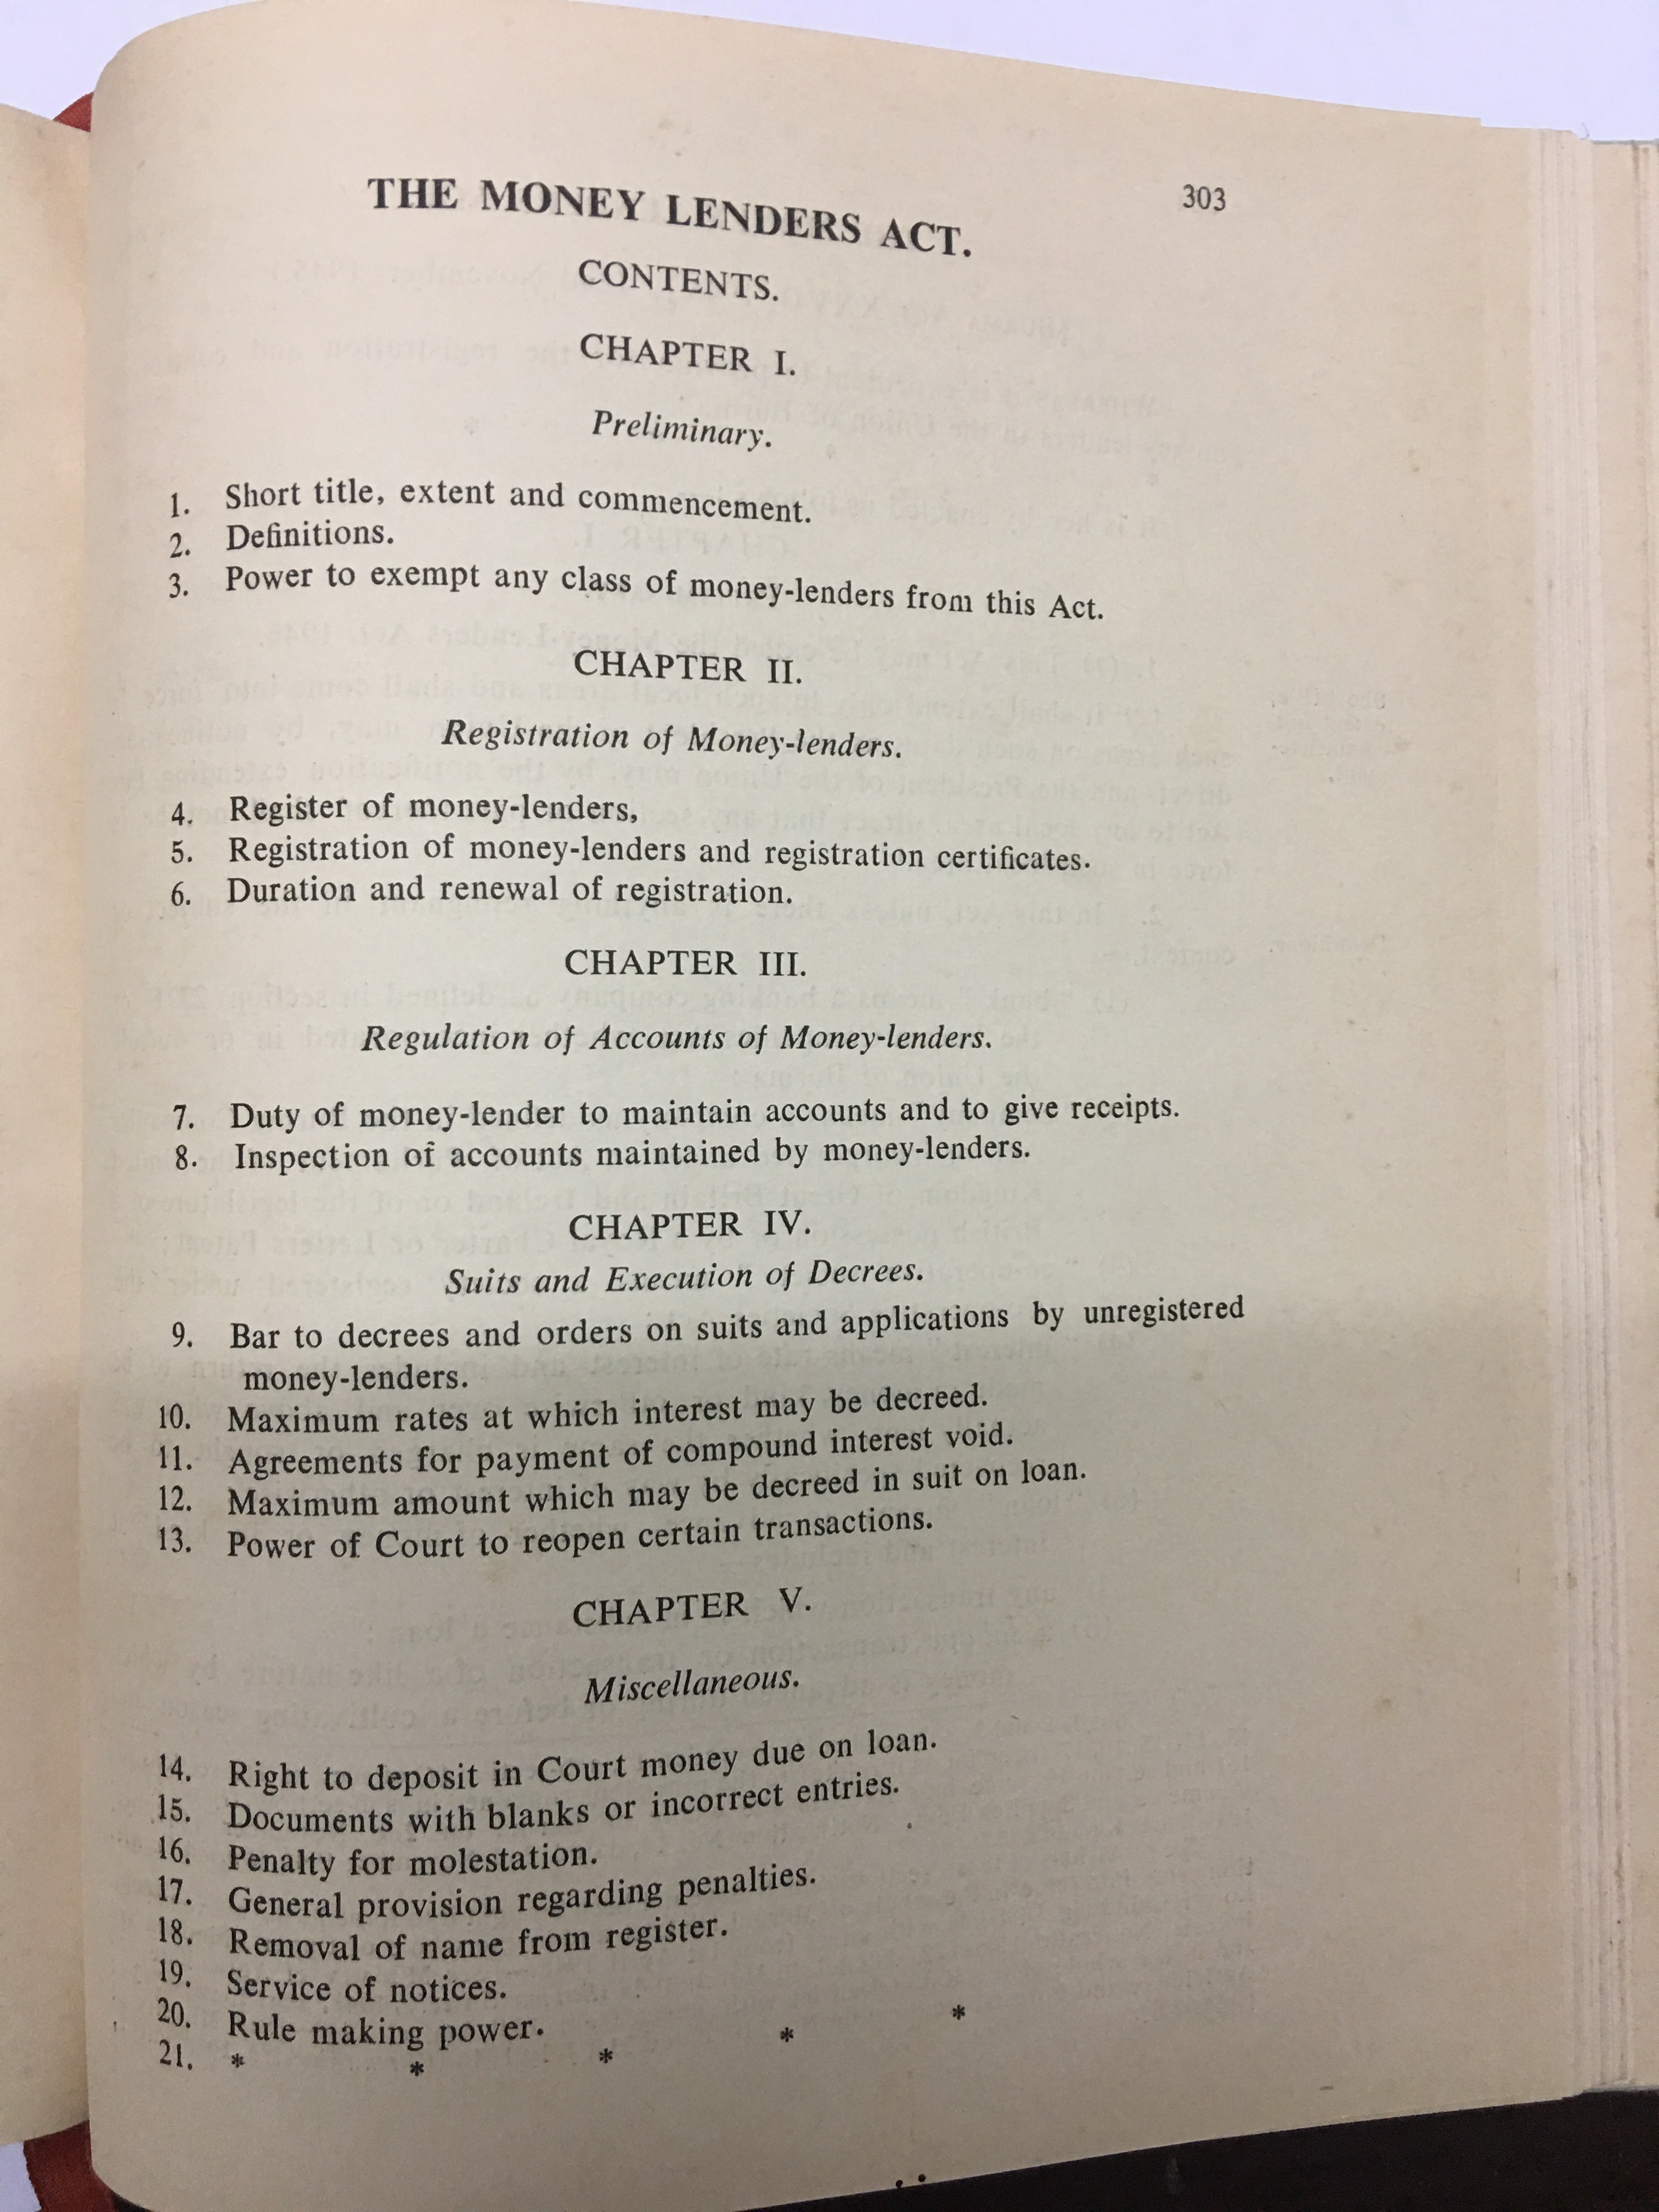 THE MONEY LENDERS ACT.
303
CONTENTS.
CHAPTER I.
Preliminary.
1. Short title, extent and commencement.
2. Definitions.
3. Power to exempt any class of money-lenders from this Act.
CHAPTER II.
Registration of Money-lenders.
4. Register of money-lenders,
5. Registration of money-lenders and registration certificates.
6. Duration and renewal of registration.
CHAPTER III.
Regulation of Accounts of Money-lenders.
7. Duty of money-lender to maintain accounts and to give receipts.
8. Inspection of accounts maintained by money-lenders.
CHAPTER IV.
Suits and Execution of Decrees.
9. Bar to decrees and orders on suits and applications by unregistered
money-lenders.
10. Maximum rates at which interest may be decreed.
11. Agreements for payment of compound interest void.
12. Maximum amount which may be decreed in suit on loan.
13. Power of Court to reopen certain transactions.
CHAPTER V.
Miscellaneous.
14. Right to deposit in Court money due on loan.
15. Documents with blanks or incorrect entries.
16. Penalty for molestation.
17. General provision regarding penalties.
18. Removal of name from register.
19. Service of notices.
20. Rule making power.
21. * * * * *